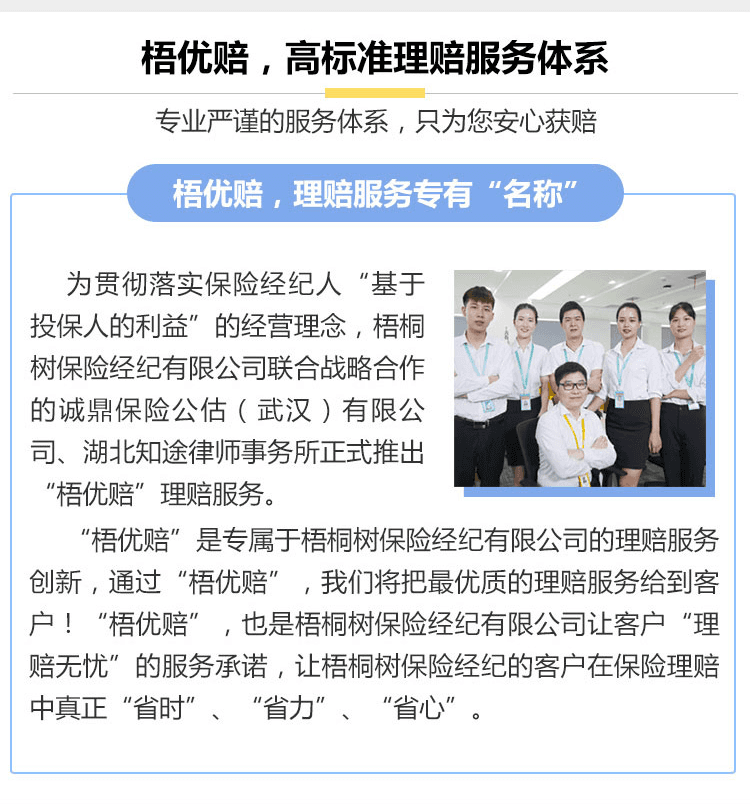 梧优赔，高标准理赔服务体系
专业严谨的服务体系，只为您安心获赔
梧优赔，理赔服务专有“名称”
为贯彻落实保险经纪人“基于
投保人的利益”的经营理念，梧桐
树保险经纪有限公司联合战略合作
的诚鼎保险公估（武汉）有限公
司、湖北知途律师事务所正式推出
“梧优赔”理赔服务。
“梧优赔”是专属于梧桐树保险经纪有限公司的理赔服务
创新，通过“梧优赔”，我们将把最优质的理赔服务给到客
户！“梧优赔”，也是梧桐树保险经纪有限公司让客户“理
赔无忧”的服务承诺，让梧桐树保险经纪的客户在保险理赔
中真正“省时”、“省力”、“省心”。